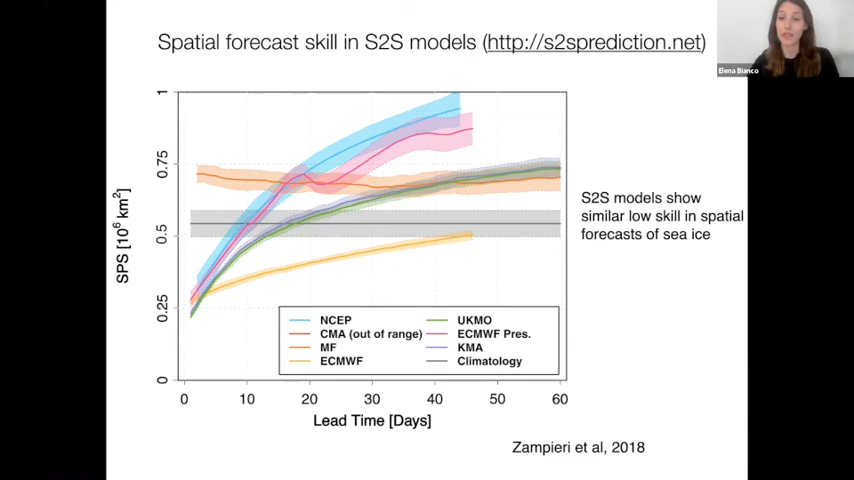 Spatial forecast skill in S2S models (http://s2sprediction.net)
Elena Bianco
1
0.75
0.5
0.25
0
SPS [10⁶ km²]
S2S models show
similar low skill in spatial
forecasts of sea ice
NCEP
CMA (out of range)
MF
ECMWF
UKMO
ECMWF Pres.
KMA
Climatology
0 10 20 30 40 50 60
Lead Time [Days]
Zampieri et al, 2018